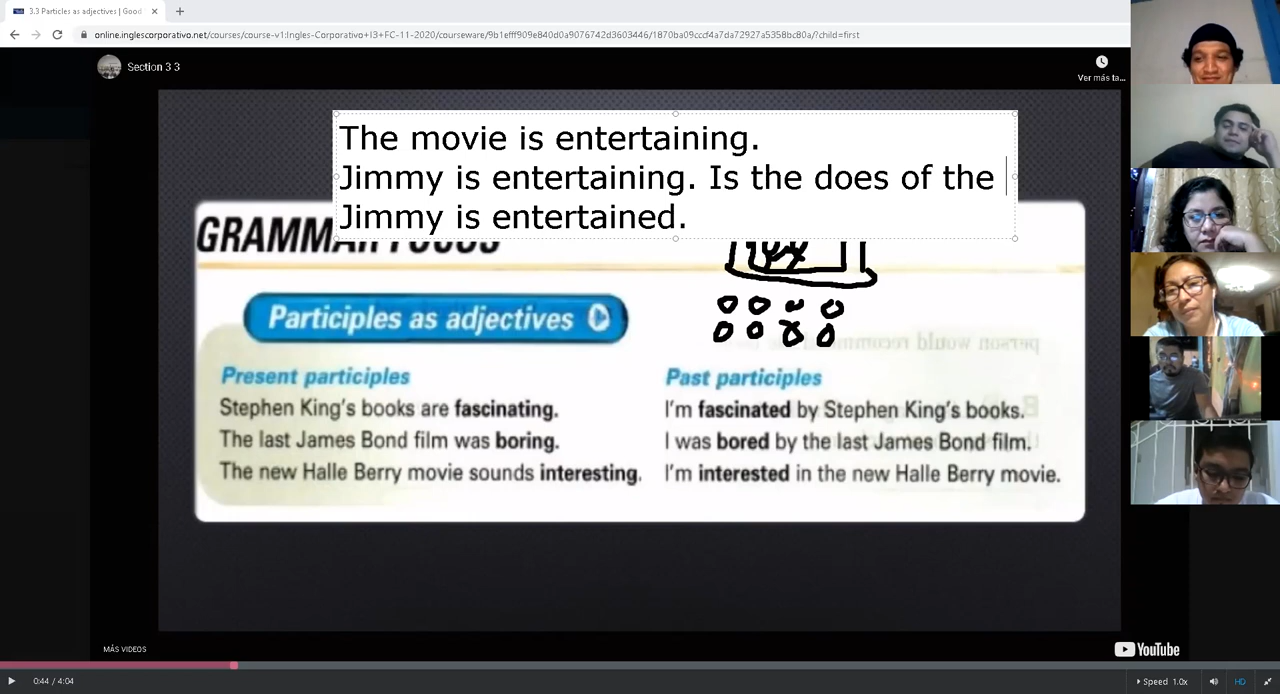 3.3 Particles as adjectives | Good
online.inglescorporativo.net/courses/course-v1:Ingles-Corporativo+I3+FC-11-2020/courseware/9b1efff909e840d0a9076742d3603446/1870ba09cccf4a7da72927a5358bc80a/?child=first
Section 3 3
Ver más ta...
The movie is entertaining.
Jimmy is entertaining. Is the does of the
Jimmy is entertained.
GRAMMAR FOCUS
Participles as adjectives
person would recommend
Present participles
Stephen King's books are fascinating.
The last James Bond film was boring.
The new Halle Berry movie sounds interesting.
Past participles
I'm fascinated by Stephen King's books.
I was bored by the last James Bond film.
I'm interested in the new Halle Berry movie.
MÁS VIDEOS
YouTube
0:44 / 4:04
Speed 1.0x
HD